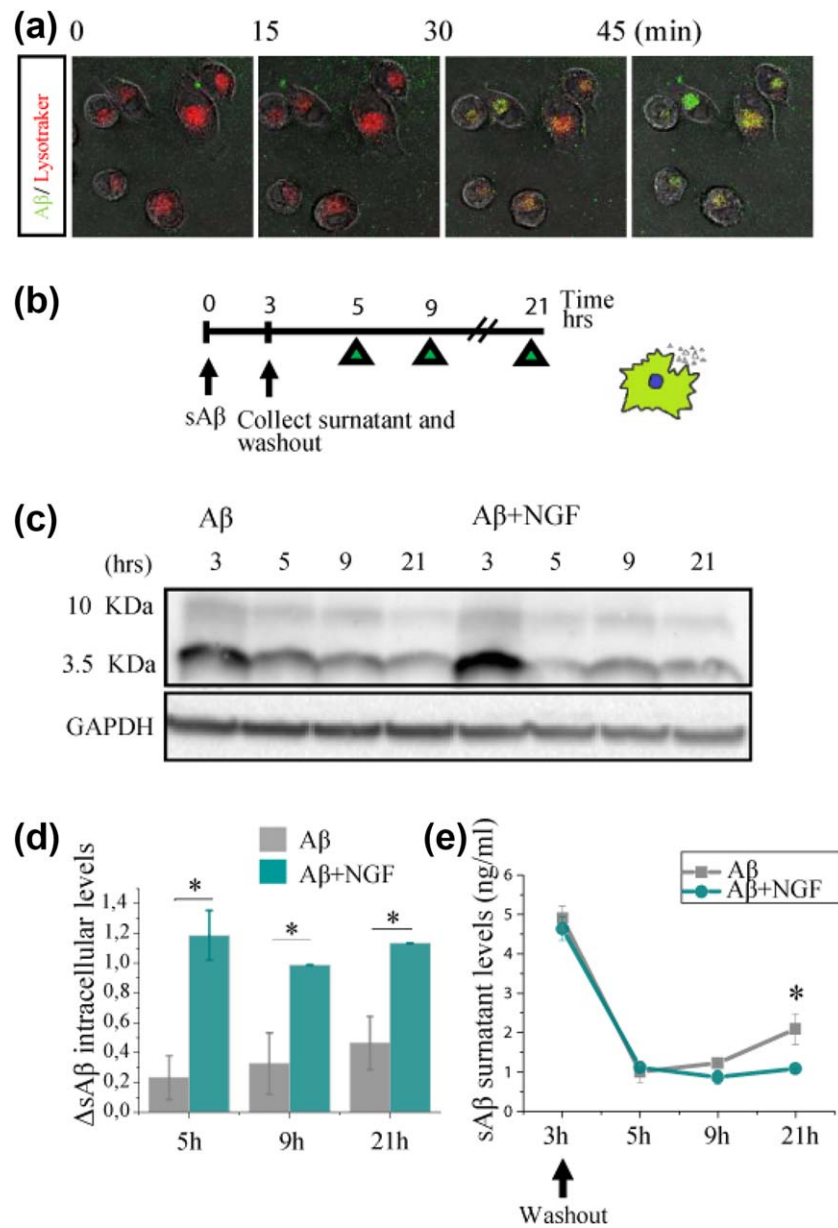 (a)
0 15 30 45 (min)
Aβ/ Lysotraker
(b)
0 3 5 9 21 Time
hrs
sAβ Collect surnatant and
washout
(c)
Aβ Aβ+NGF
(hrs) 3 5 9 21 3 5 9 21
10 KDa
3.5 KDa
GAPDH
(d)
Aβ
Aβ+NGF
ΔsAβ intracellular levels
1,4
1,2
1,0
0,8
0,6
0,4
0,2
0,0
* * *
5h 9h 21h
(e)
Aβ
Aβ+NGF
sAβ surnatant levels (ng/ml)
6
5
4
3
2
1
0
*
3h 5h 9h 21h
Washout